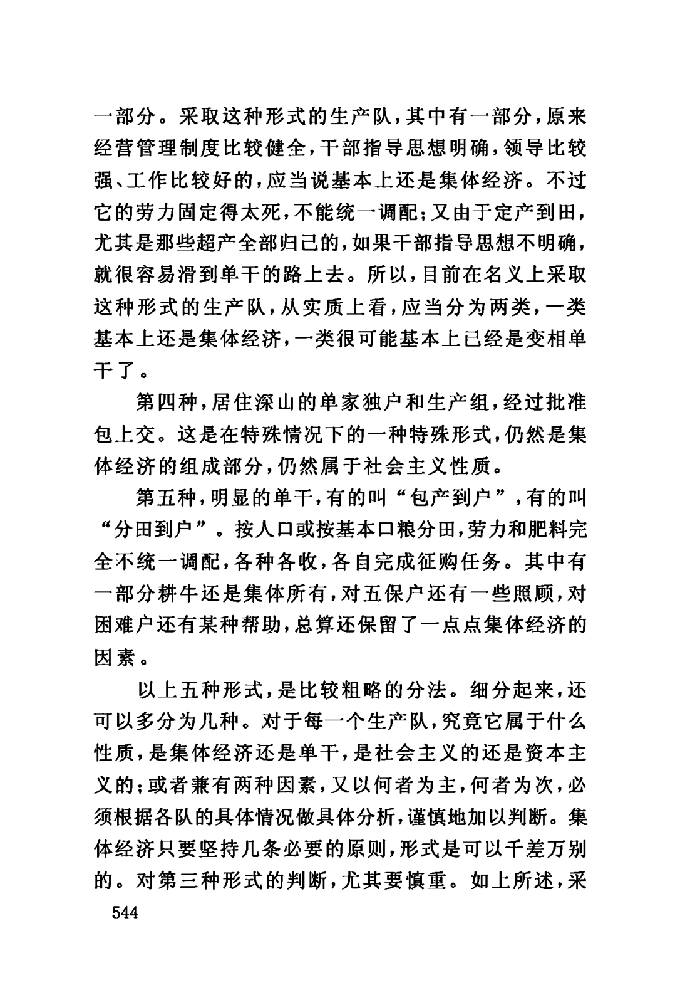 一部分。采取这种形式的生产队,其中有一部分,原来
经营管理制度比较健全,干部指导思想明确,领导比较
强、工作比较好的,应当说基本上还是集体经济。不过
它的劳力固定得太死,不能统一调配;又由于定产到田,
尤其是那些超产全部归己的,如果干部指导思想不明确,
就很容易滑到单干的路上去。所以,目前在名义上采取
这种形式的生产队,从实质上看,应当分为两类,一类
基本上还是集体经济,一类很可能基本上已经是变相单
干了。
第四种,居住深山的单家独户和生产组,经过批准
包上交。这是在特殊情况下的一种特殊形式,仍然是集
体经济的组成部分,仍然属于社会主义性质。
第五种,明显的单干,有的叫“包产到户”,有的叫
“分田到户”。按人口或按基本口粮分田,劳力和肥料完
全不统一调配,各种各收,各自完成征购任务。其中有
一部分耕牛还是集体所有,对五保户还有一些照顾,对
困难户还有某种帮助,总算还保留了一点点集体经济的
因素。
以上五种形式,是比较粗略的分法。细分起来,还
可以多分为几种。对于每一个生产队,究竟它属于什么
性质,是集体经济还是单干,是社会主义的还是资本主
义的;或者兼有两种因素,又以何者为主,何者为次,必
须根据各队的具体情况做具体分析,谨慎地加以判断。集
体经济只要坚持几条必要的原则,形式是可以千差万别
的。对第三种形式的判断,尤其要慎重。如上所述,采
544